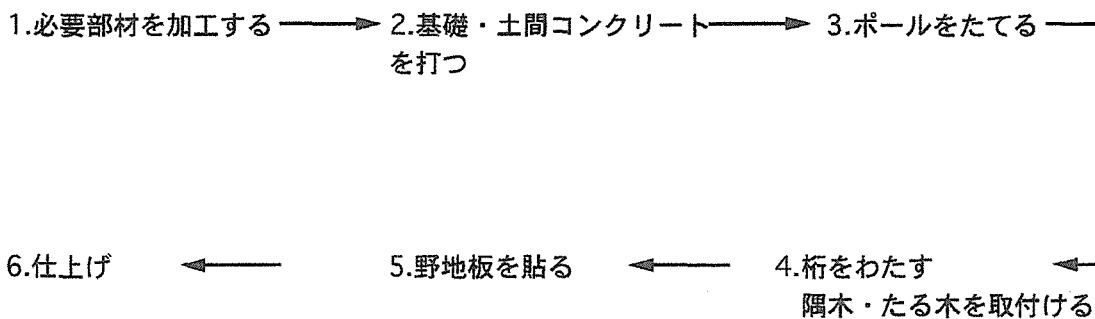 1.必要部材を加工する
2.基礎・土間コンクリート
を打つ
3.ポールをたてる
4.桁をわたす
隅木・たる木を取付ける
5.野地板を貼る
6.仕上げ